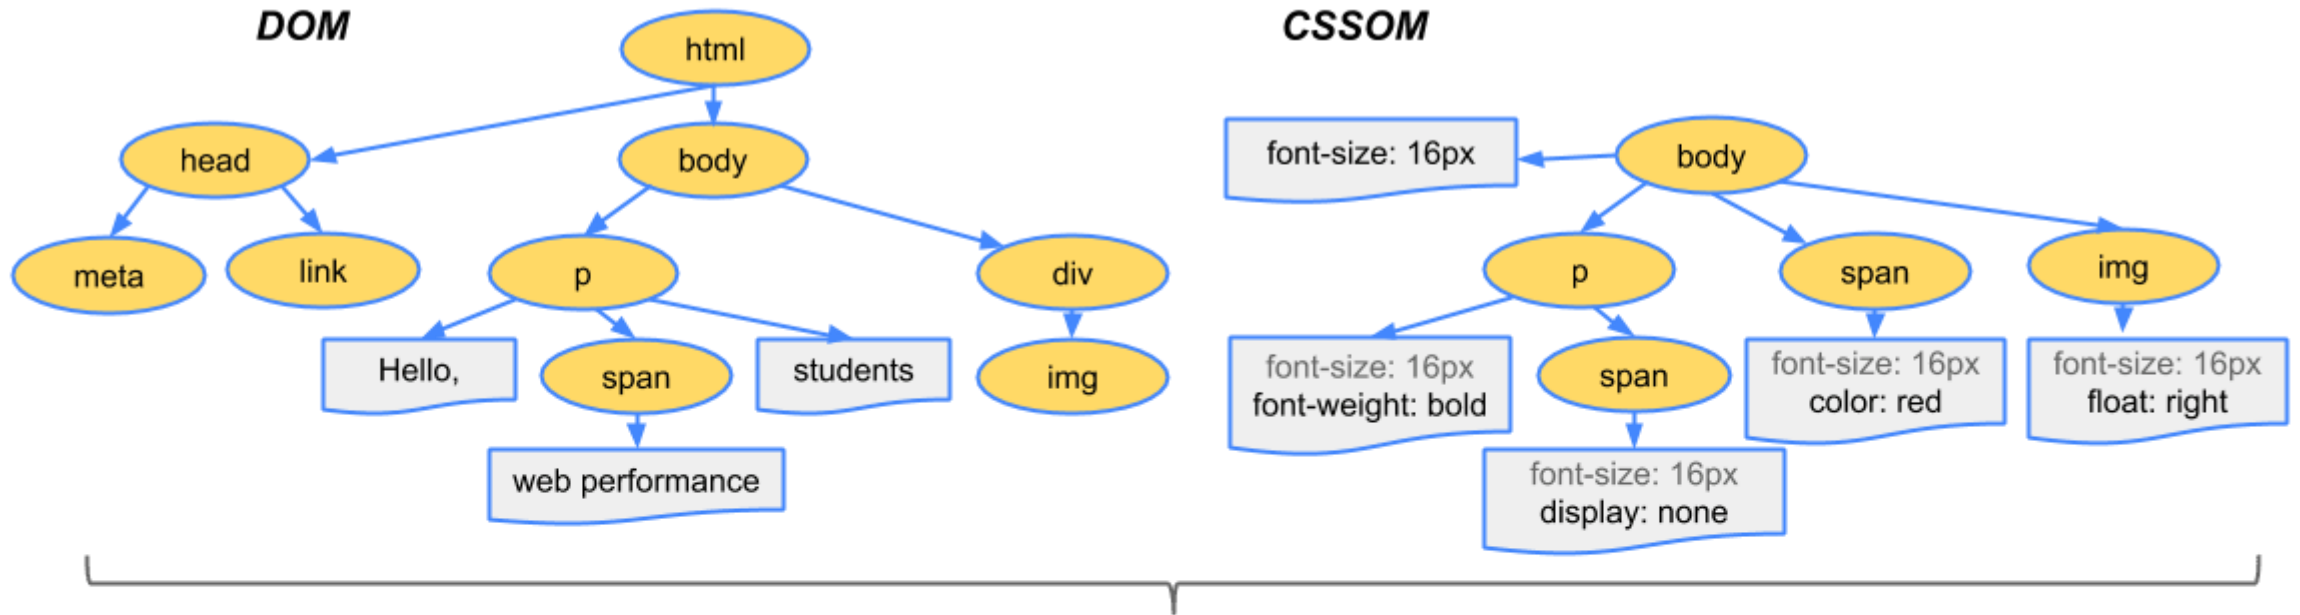 DOM
html
head
body
meta
link
p
div
Hello,
span
students
img
web performance
CSSOM
font-size: 16px
body
p
span
img
font-size: 16px
font-weight: bold
span
font-size: 16px
color: red
font-size: 16px
float: right
font-size: 16px
display: none